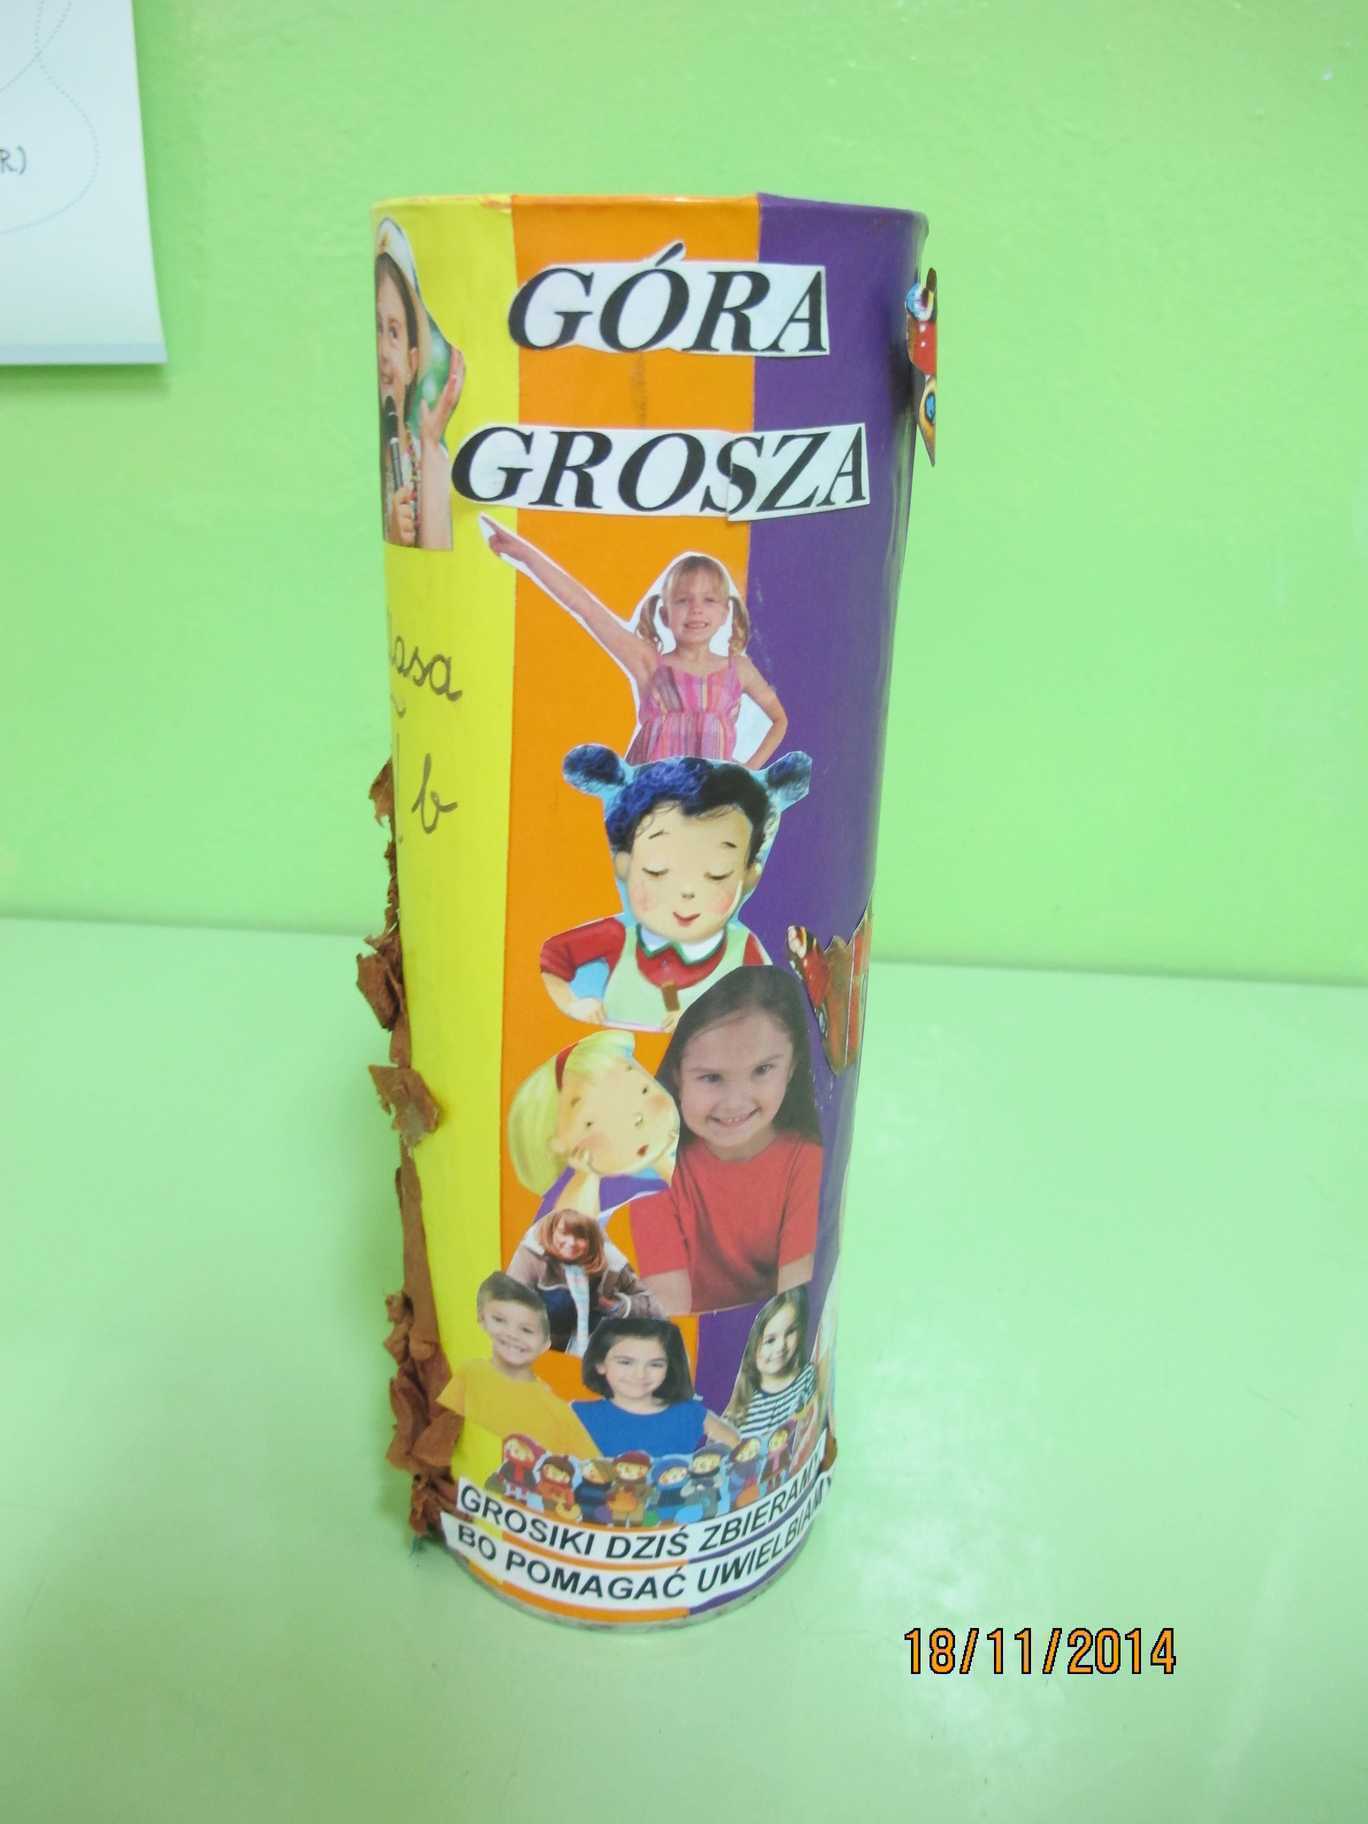 GÓRA
GROSZA
b
GROSIKI DZIŚ ZBIERAMY
BO POMAGAĆ UWIELBIAMY
18/11/2014